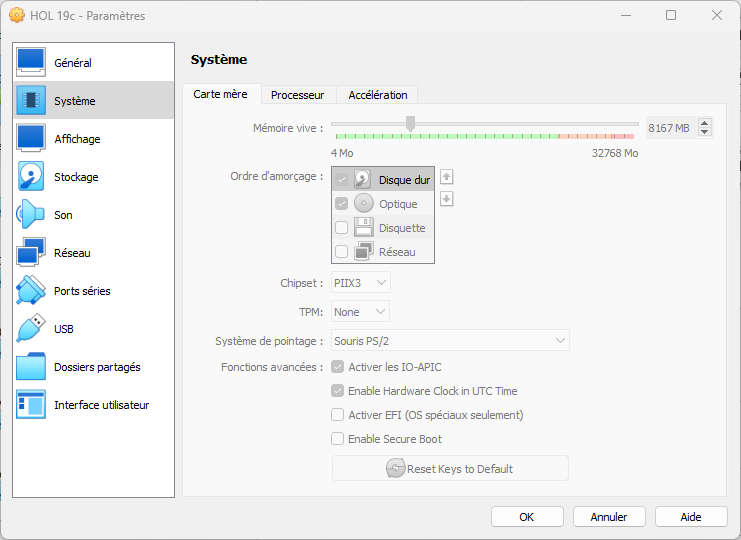 HOL 19c - Paramètres
Général
Système
Affichage
Stockage
Son
Réseau
Ports séries
USB
Dossiers partagés
Interface utilisateur
Système
Carte mère Processeur Accélération
Mémoire vive : 8167 MB
4 Mo 32768 Mo
Ordre d'amorçage : Disque dur
Optique
Disquette
Réseau
Chipset : PIIX3
TPM: None
Système de pointage : Souris PS/2
Fonctions avancées : Activer les IO-APIC
Enable Hardware Clock in UTC Time
Activer EFI (OS spéciaux seulement)
Enable Secure Boot
Reset Keys to Default
OK Annuler Aide